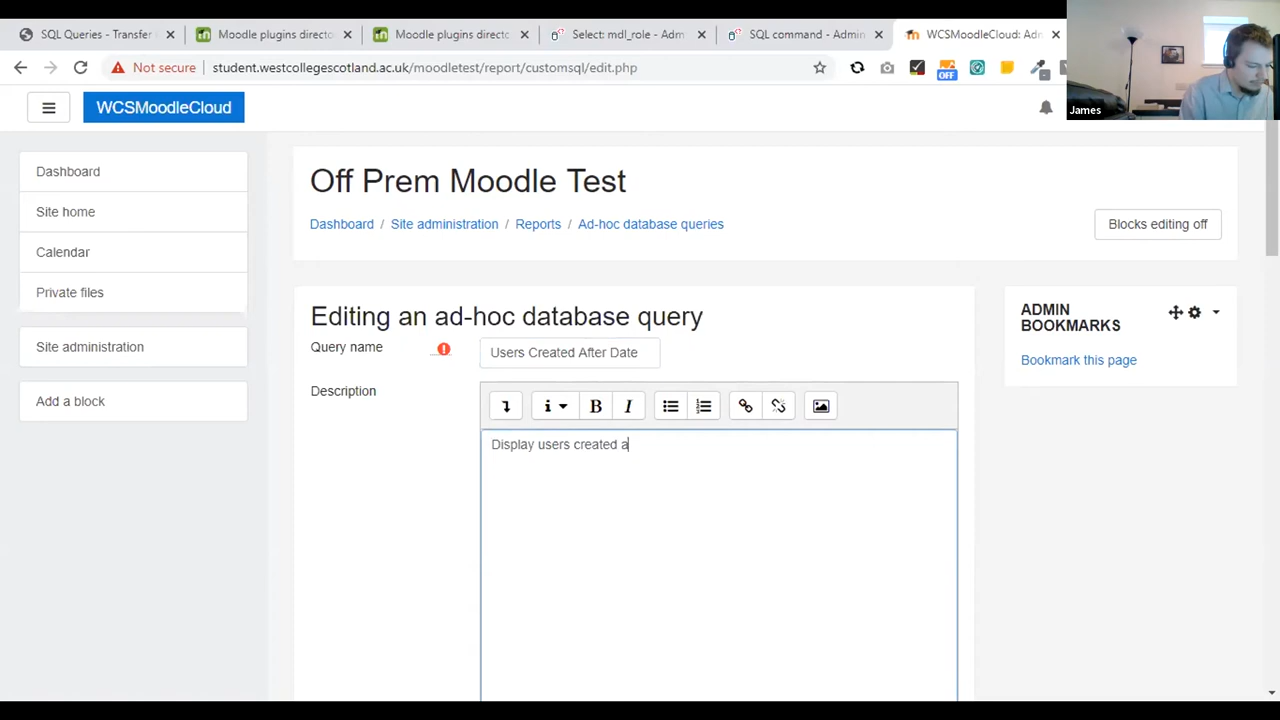 SQL Queries - Transfer
Moodle plugins directo
Moodle plugins direct
Select: mdl_role - Adm
SQL command - Admin
WCSMoodleCloud: Adm
Not secure
student.westcollegescotland.ac.uk/moodletest/report/customsql/edit.php
OFF
James
WCSMoodleCloud
Dashboard
Site home
Calendar
Private files
Site administration
Add a block
Off Prem Moodle Test
Dashboard / Site administration / Reports / Ad-hoc database queries
Blocks editing off
Editing an ad-hoc database query
Query name
Users Created After Date
Description
i B I
Display users created a
ADMIN
BOOKMARKS
Bookmark this page